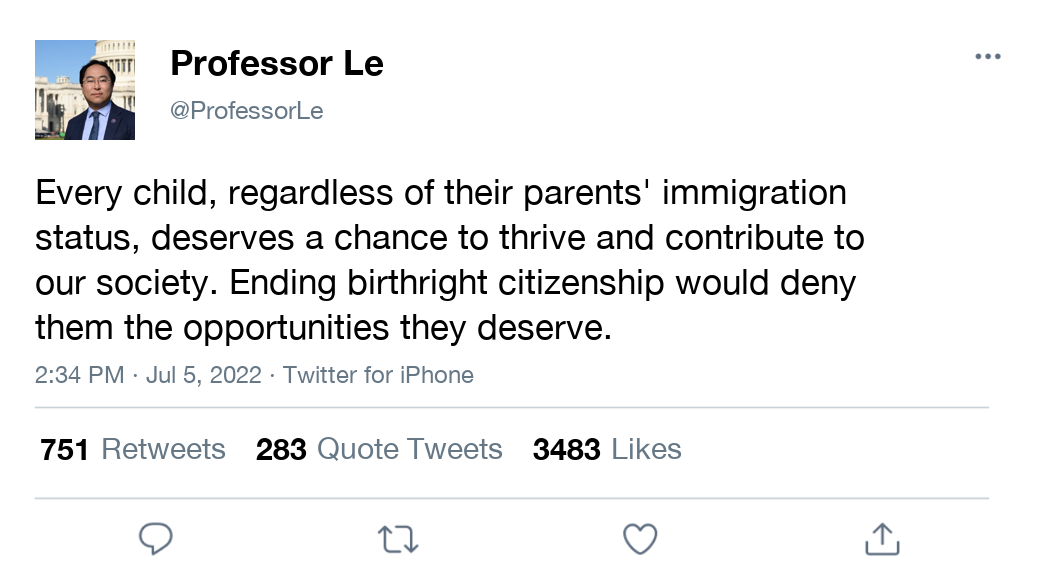 Professor Le
@ProfessorLe
Every child, regardless of their parents' immigration
status, deserves a chance to thrive and contribute to
our society. Ending birthright citizenship would deny
them the opportunities they deserve.
2:34 PM · Jul 5, 2022 · Twitter for iPhone
751 Retweets 283 Quote Tweets 3483 Likes